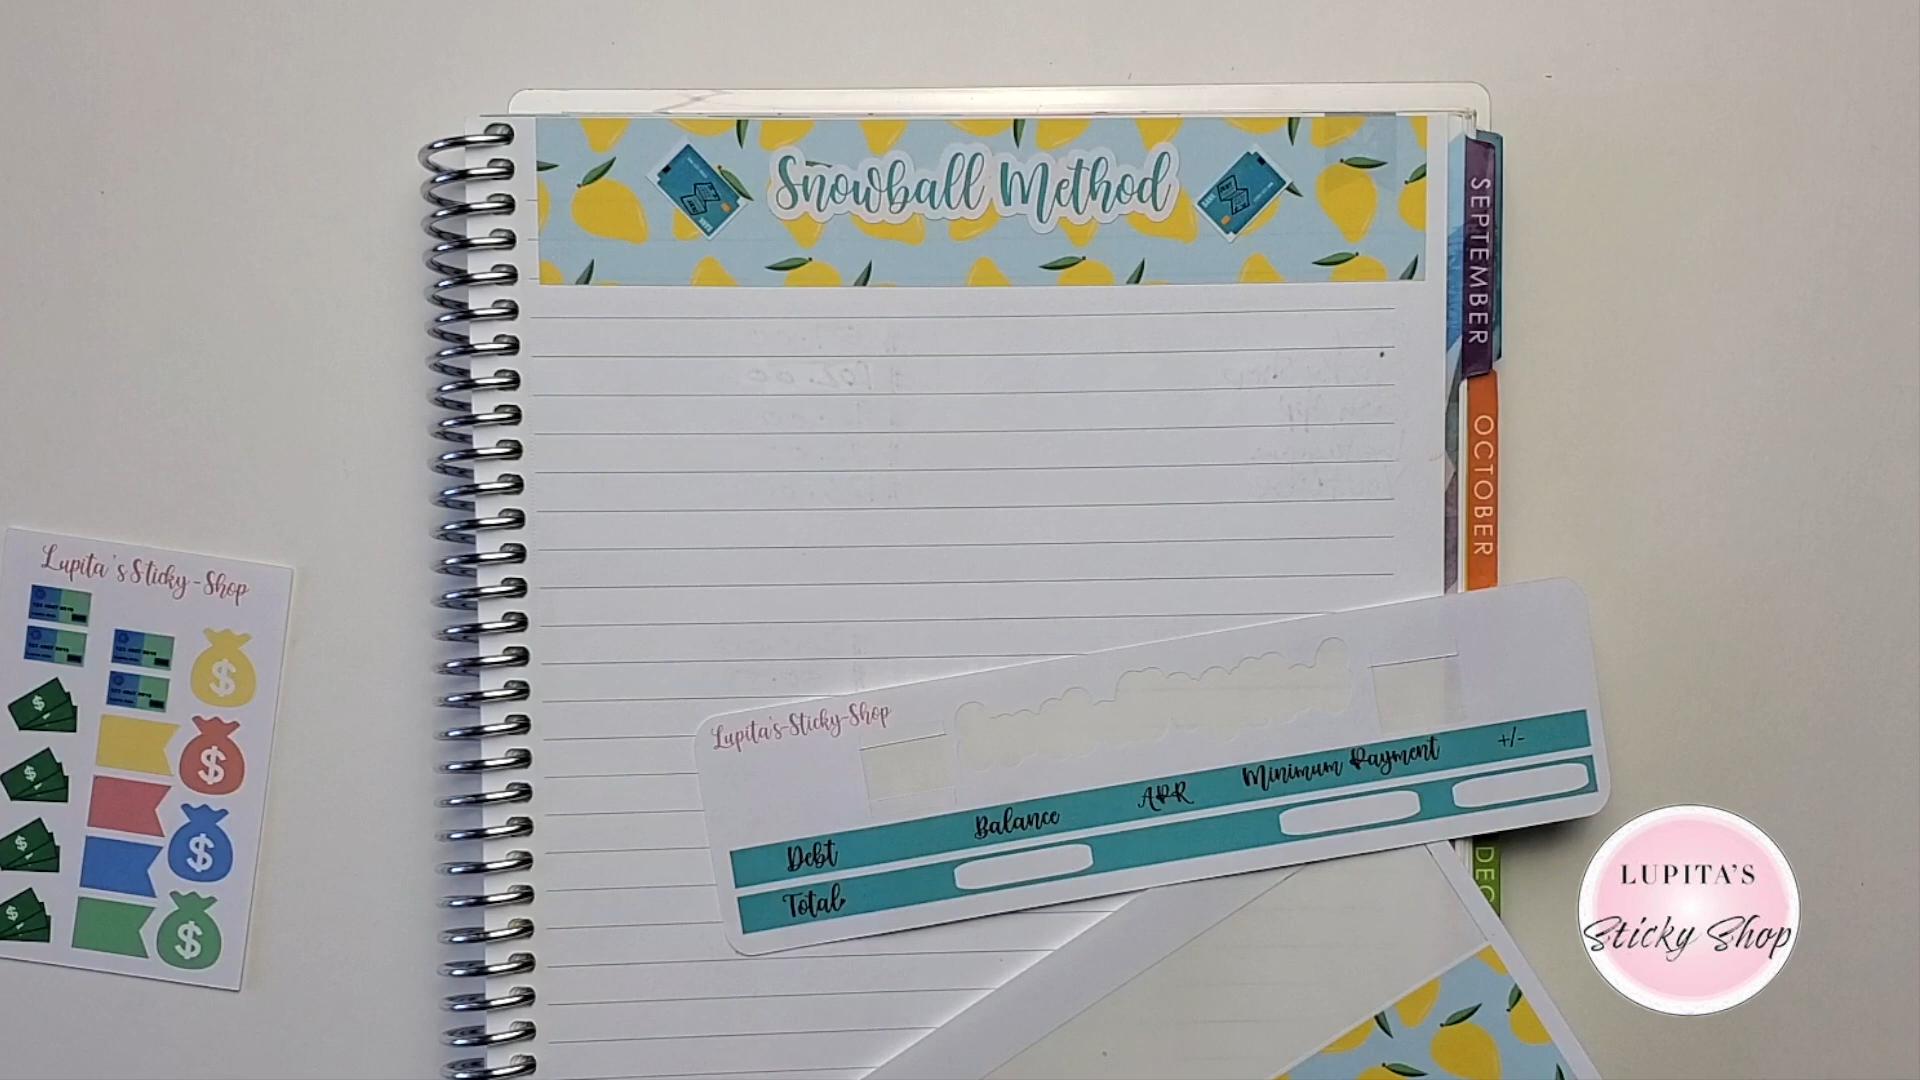 Snowball Method
SEPTEMBER
OCTOBER
DEC
Lupita's Sticky-Shop
Lupita's-Sticky-Shop
Debt Balance APR Minimum Payment +/-
Total
LUPITA'S
Sticky Shop